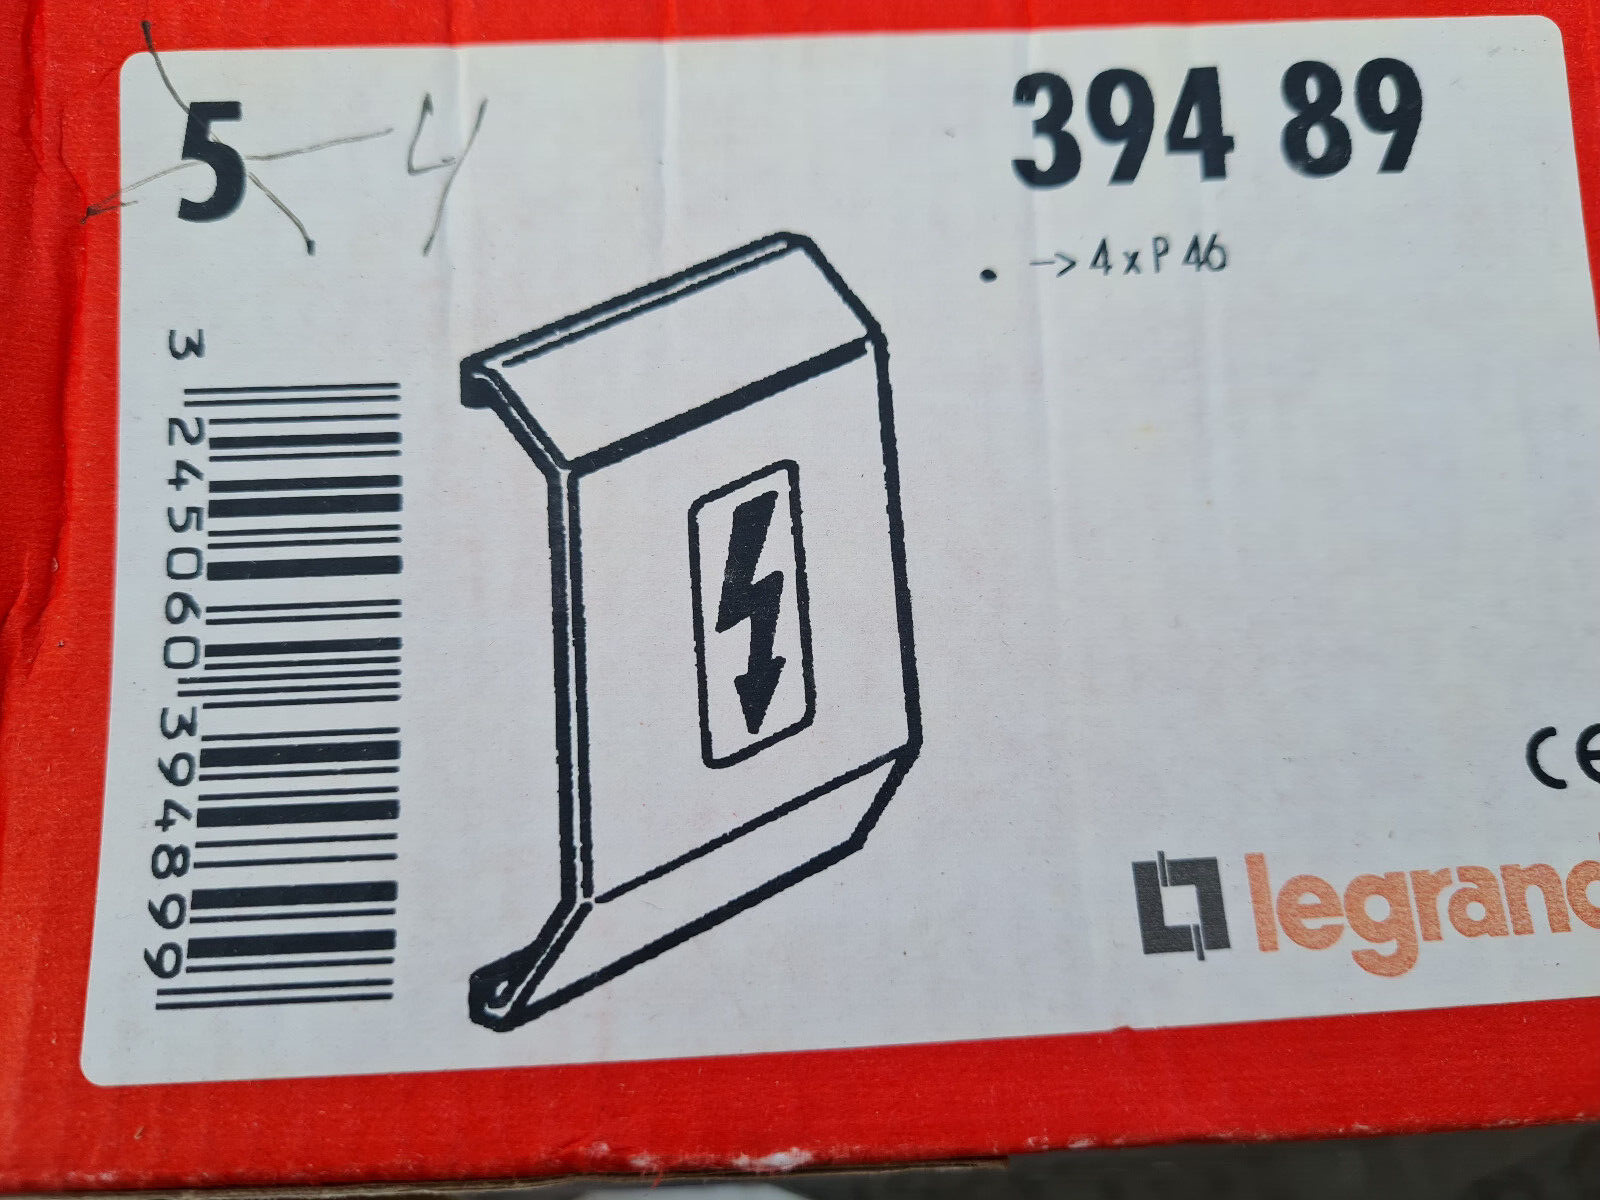 5 4
394 89
• -> 4 x P 46
3 245060 394899
CE
legrand